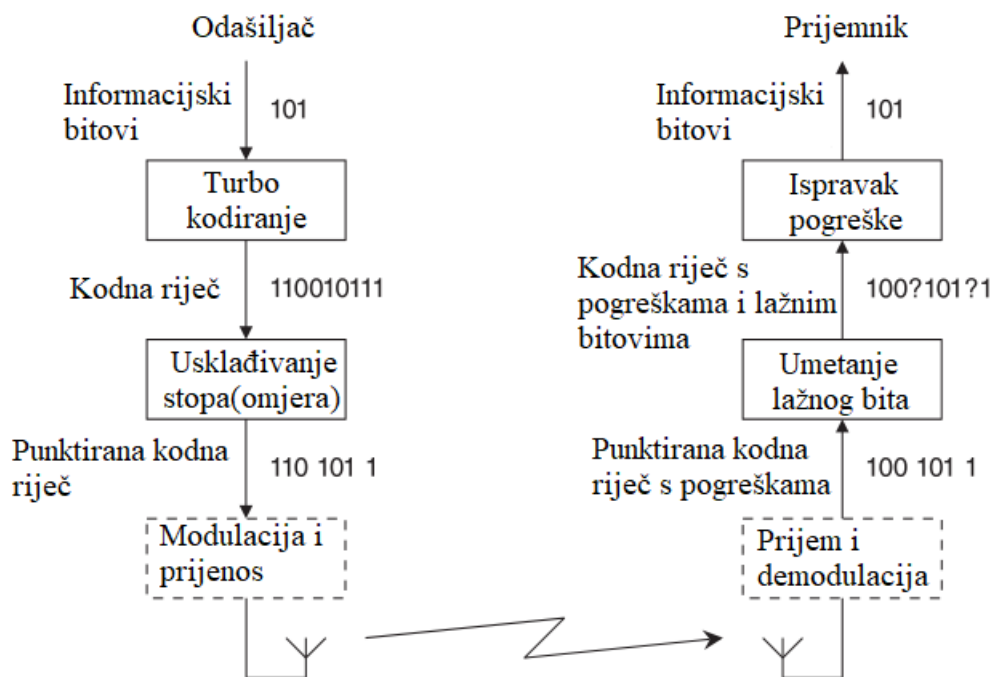 Odašiljač
Informacijski
bitovi
101
Turbo
kodiranje
Kodna riječ
110010111
Usklađivanje
stopa(omjera)
Punktirana kodna
riječ
110 101 1
Modulacija i
prijenos
Prijemnik
Informacijski
bitovi
101
Ispravak
pogreške
Kodna riječ s
pogreškama i lažnim
bitovima
100?101?1
Umetanje
lažnog bita
Punktirana kodna
riječ s pogreškama
100 101 1
Prijem i
demodulacija